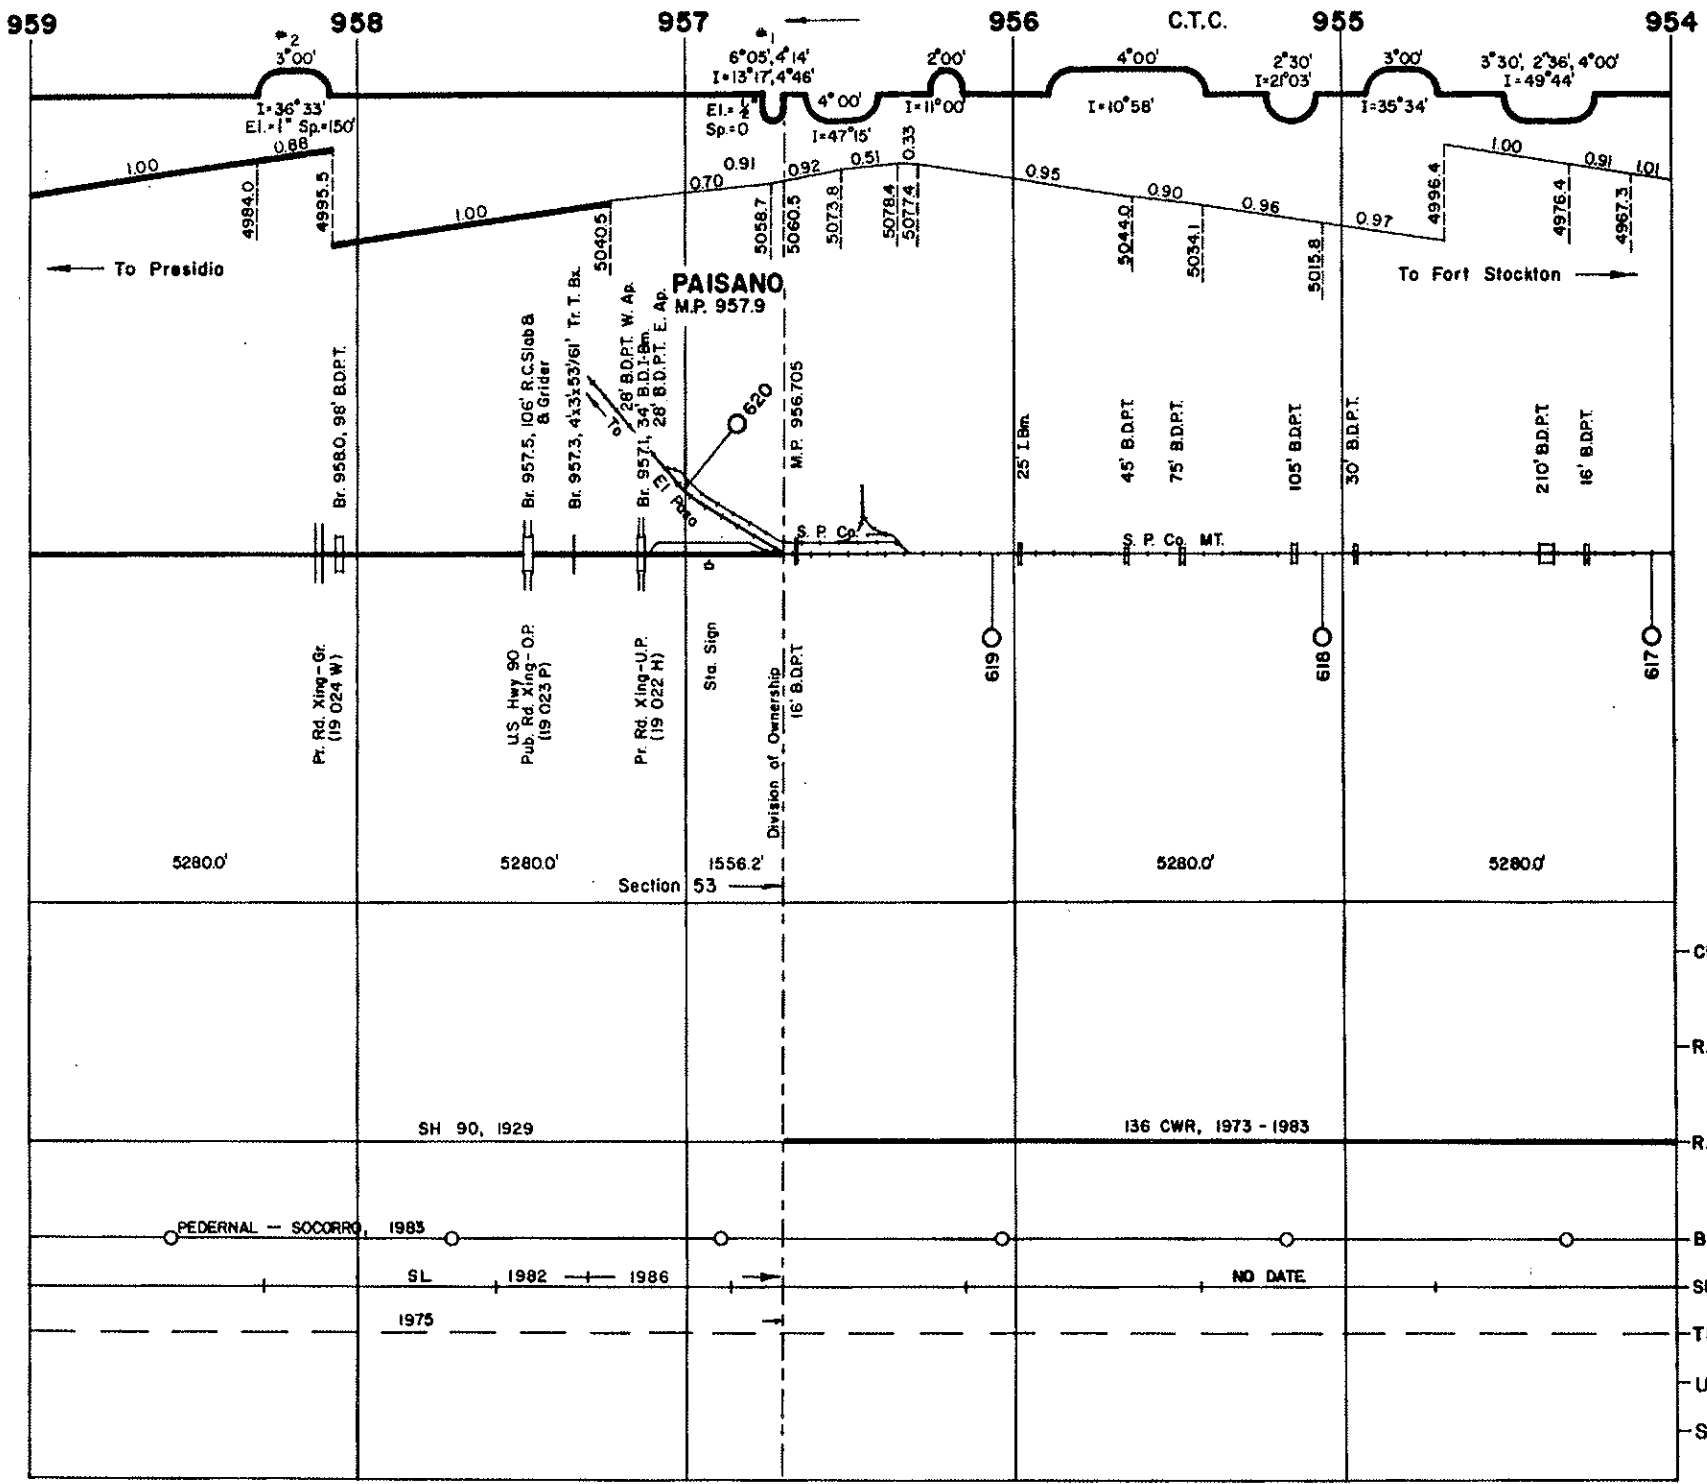 959 958 957 956 C.T.C. 955 954
#2
3°00'
I=36°33'
El.=1" Sp.=150'
#1
6°05', 4°14'
I=13°17', 4°46'
El.=½"
Sp.=0
4°00'
I=47°15'
2°00'
I=11°00'
4°00'
I=10°58'
2°30'
I=21°03'
3°00'
I=35°34'
3°30', 2°36', 4°00'
I=49°44'
1.00 0.88 1.00 0.70 0.91 0.92 0.51 0.33 0.95 0.90 0.96 0.97 1.00 0.91 1.01
4984.0
4995.5
5040.5
5058.7
5060.5
5073.8
5078.4
5077.4
5044.0
5034.1
5015.8
4996.4
4976.4
4967.3
To Presidio
To Fort Stockton
PAISANO
M.P. 957.9
Br. 958.0, 98' B.D.P.T.
Br. 957.5, 106' R.C.Slab &
& Grider
Br. 957.3, 4'x3'x53'/61' Tr. T. Bx.
28' B.D.P.T. W. Ap.
Br. 957.1, 34' B.D.I-Bm.
28' B.D.P.T. E. Ap.
To
El Paso
620
M.P. 956.705
25' I Bm.
45' B.D.P.T.
75' B.D.P.T.
105' B.D.P.T.
30' B.D.P.T.
210' B.D.P.T.
16' B.D.P.T.
S. P. Co.
S. P. Co. MT.
Pr. Rd. Xing-Gr.
(19 024 W)
U.S. Hwy 90
Pub. Rd. Xing-O.P.
(19 023 P)
Pr. Rd. Xing-U.P.
(19 022 H)
Sta. Sign
Division of Ownership
16' B.D.P.T
619
618
617
5280.0' 5280.0' 1556.2' 5280.0' 5280.0'
Section 53
C
R
SH 90, 1929
136 CWR, 1973 - 1983
R
PEDERNAL — SOCORRO, 1983
B
SL 1982 1986 NO DATE
1975
T
U
S